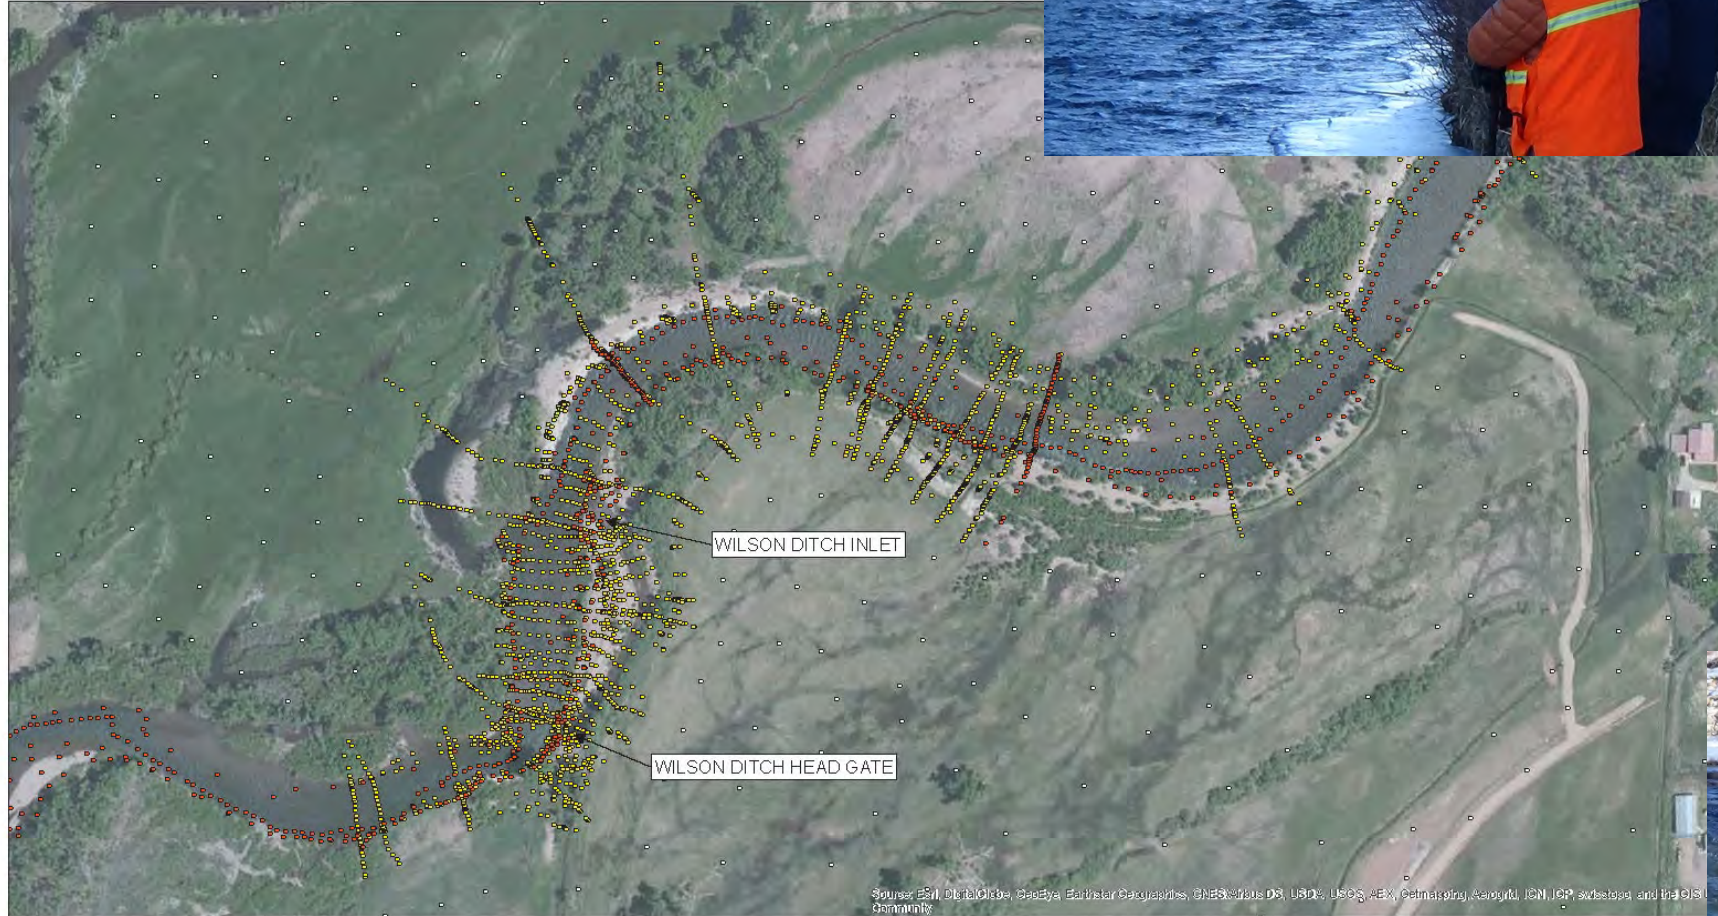 WILSON DITCH INLET
WILSON DITCH HEAD GATE
Source: Esri, DigitalGlobe, GeoEye, Earthstar Geographics, CNES/Airbus DS, USDA, USGS, AEX, Getmapping, Aerogrid, IGN, IGP, swisstopo, and the GIS
Community